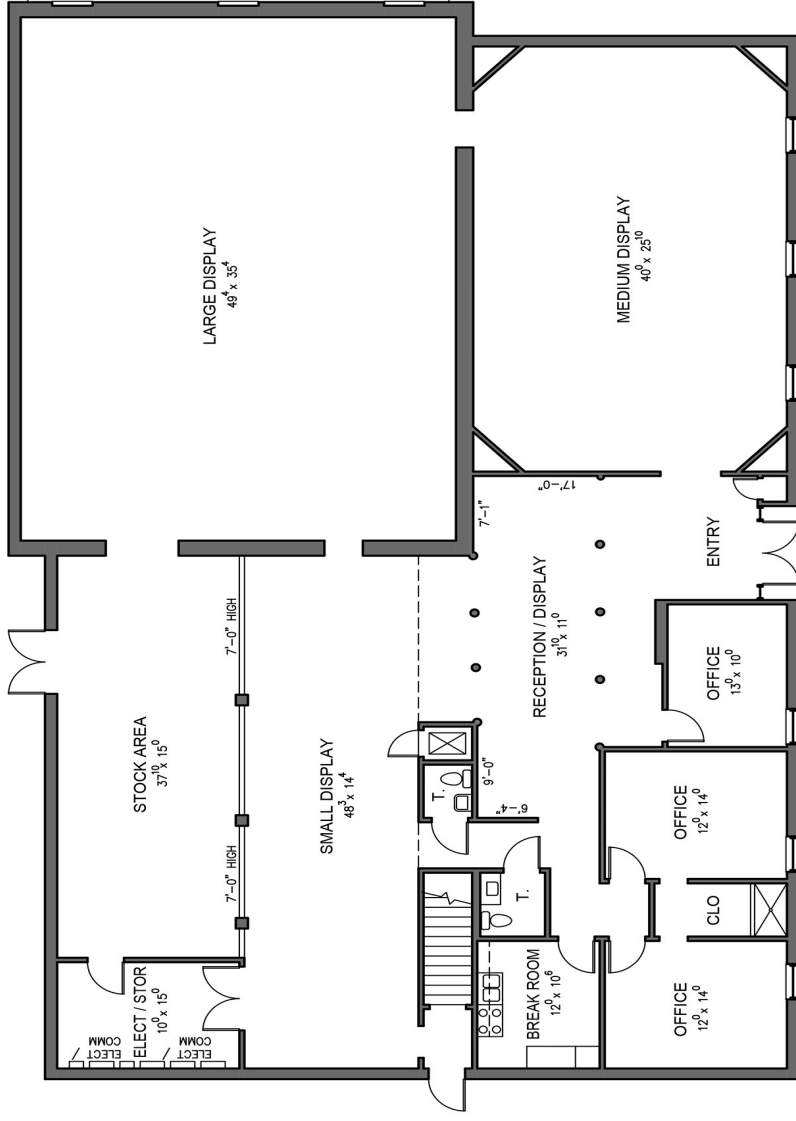 LARGE DISPLAY
49⁴ x 35⁴
MEDIUM DISPLAY
40⁰ x 25¹⁰
STOCK AREA
37¹⁰ x 15⁰
7'-0" HIGH
7'-0" HIGH
SMALL DISPLAY
48³ x 14⁴
RECEPTION / DISPLAY
31¹⁰ x 11⁰
17'-0"
7'-1"
9'-0"
6'-4"
ENTRY
OFFICE
13⁰ x 10⁰
OFFICE
12⁰ x 14⁰
CLO
OFFICE
12⁰ x 14⁰
T.
T.
BREAK ROOM
12⁰ x 10⁶
ELECT / STOR
10⁰ x 15⁰
ELECT
COMM
ELECT
COMM